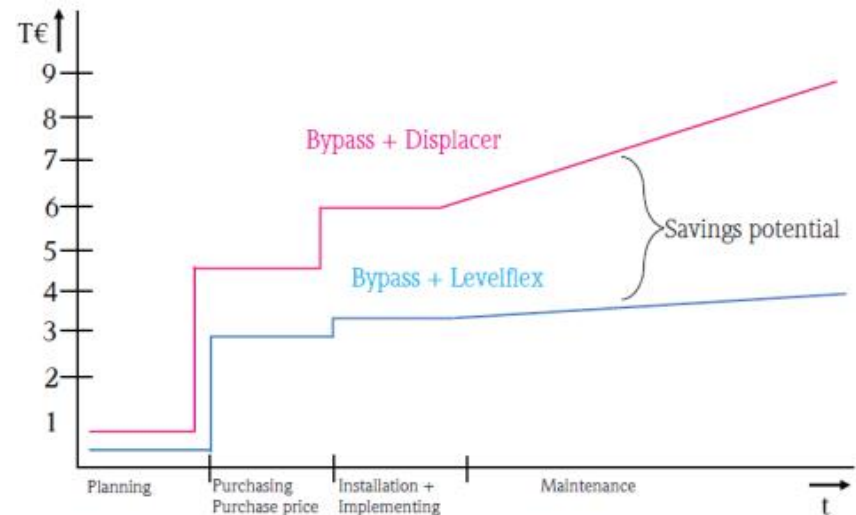 T€
9
8
7
6
5
4
3
2
1
Bypass + Displacer
Savings potential
Bypass + Levelflex
Planning
Purchasing
Purchase price
Installation +
Implementing
Maintenance
t